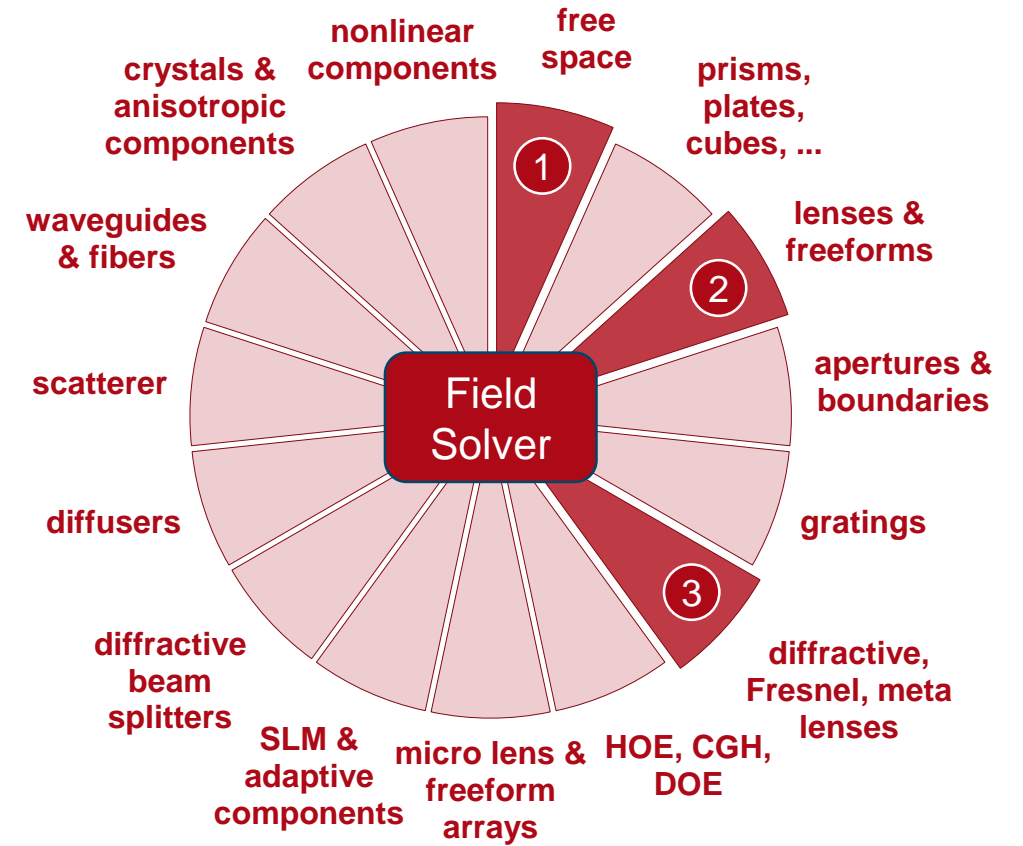 free
space
prisms,
plates,
cubes, ...
lenses &
freeforms
apertures &
boundaries
gratings
diffractive,
Fresnel, meta
lenses
HOE, CGH,
DOE
micro lens &
freeform
arrays
SLM &
adaptive
components
diffractive
beam
splitters
diffusers
scatterer
waveguides
& fibers
crystals &
anisotropic
components
nonlinear
components
1
2
3
Field
Solver